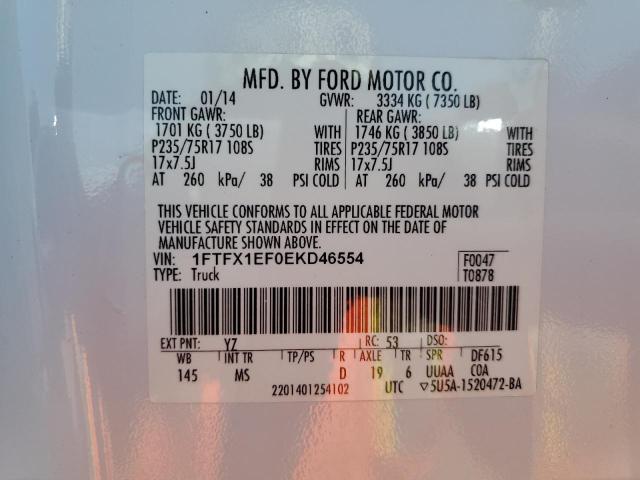 MFD. BY FORD MOTOR CO.
DATE: 01/14 GVWR: 3334 KG ( 7350 LB)
FRONT GAWR: REAR GAWR:
1701 KG ( 3750 LB) WITH 1746 KG ( 3850 LB) WITH
P235/75R17 108S TIRES P235/75R17 108S TIRES
17x7.5J RIMS 17x7.5J RIMS
AT 260 kPa/ 38 PSI COLD AT 260 kPa/ 38 PSI COLD
THIS VEHICLE CONFORMS TO ALL APPLICABLE FEDERAL MOTOR
VEHICLE SAFETY STANDARDS IN EFFECT ON THE DATE OF
MANUFACTURE SHOWN ABOVE.
VIN: 1FTFX1EF0EKD46554 F0047
TYPE: Truck T0878
EXT PNT: YZ RC: 53 DSO:
WB INT TR TP/PS R AXLE TR SPR DF615
145 MS D 19 6 UUAA COA
2201401254102 UTC ▽5U5A-1520472-BA